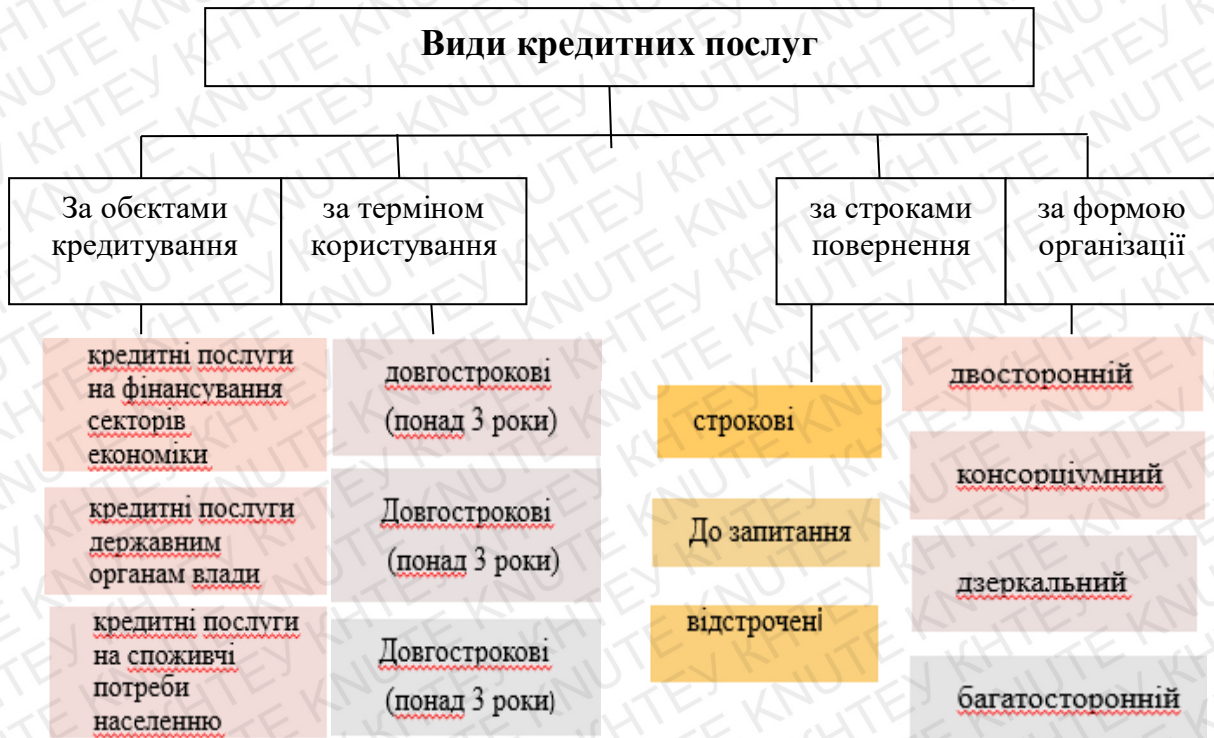 Види кредитних послуг
За обєктами
кредитування
за терміном
користування
за строками
повернення
за формою
організації
кредитні послуги
на фінансування
секторів
економіки
кредитні послуги
державним
органам влади
кредитні послуги
на споживчі
потреби
населенню
довгострокові
(понад 3 роки)
Довгострокові
(понад 3 роки)
Довгострокові
(понад 3 роки)
строкові
До запитання
відстрочені
двосторонній
консорціумний
дзеркальний
багатосторонній
KNUTE КНТЕУ